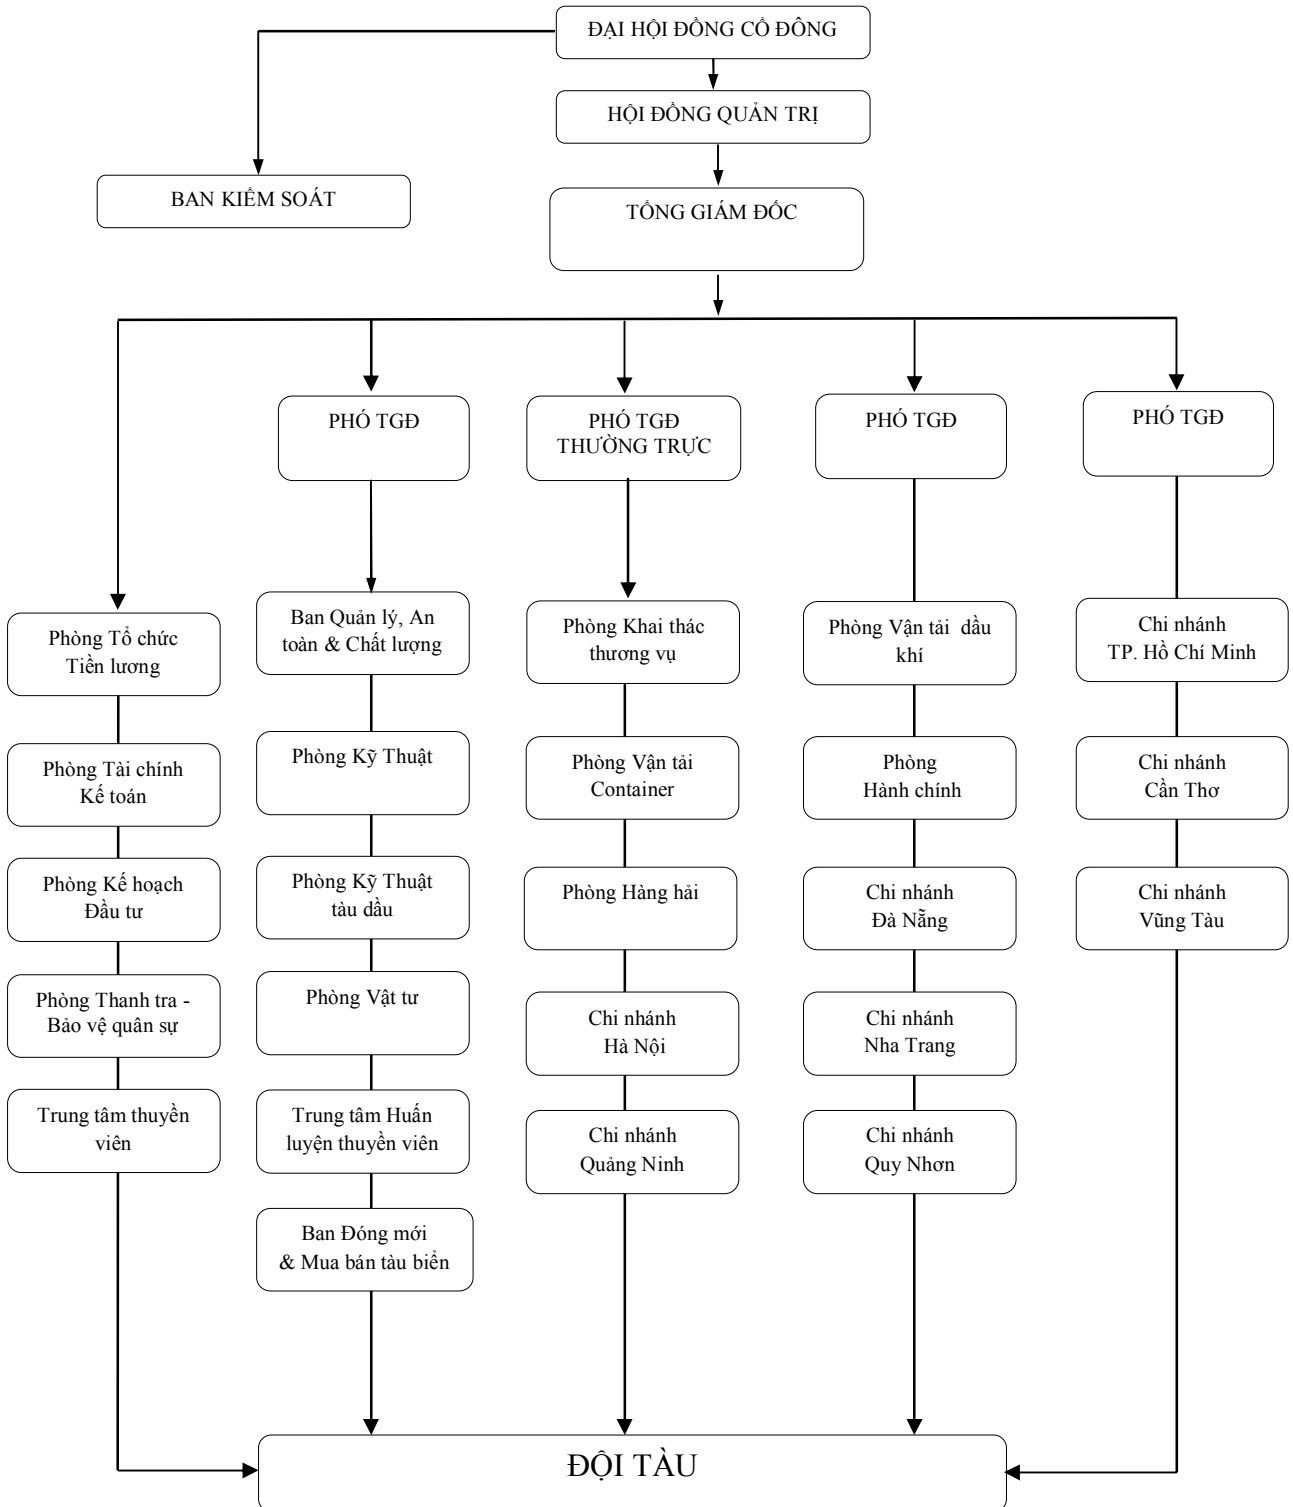 ĐẠI HỘI ĐỒNG CỔ ĐÔNG
HỘI ĐỒNG QUẢN TRỊ
BAN KIỂM SOÁT
TỔNG GIÁM ĐỐC
PHÓ TGĐ
PHÓ TGĐ
THƯỜNG TRỰC
PHÓ TGĐ
PHÓ TGĐ
Phòng Tổ chức
Tiền lương
Phòng Tài chính
Kế toán
Phòng Kế hoạch
Đầu tư
Phòng Thanh tra -
Bảo vệ quân sự
Trung tâm thuyền
viên
Ban Quản lý, An
toàn & Chất lượng
Phòng Kỹ Thuật
Phòng Kỹ Thuật
tàu dầu
Phòng Vật tư
Trung tâm Huấn
luyện thuyền viên
Ban Đóng mới
& Mua bán tàu biển
Phòng Khai thác
thương vụ
Phòng Vận tải
Container
Phòng Hàng hải
Chi nhánh
Hà Nội
Chi nhánh
Quảng Ninh
Phòng Vận tải dầu
khí
Phòng
Hành chính
Chi nhánh
Đà Nẵng
Chi nhánh
Nha Trang
Chi nhánh
Quy Nhơn
Chi nhánh
TP. Hồ Chí Minh
Chi nhánh
Cần Thơ
Chi nhánh
Vũng Tàu
ĐỘI TÀU